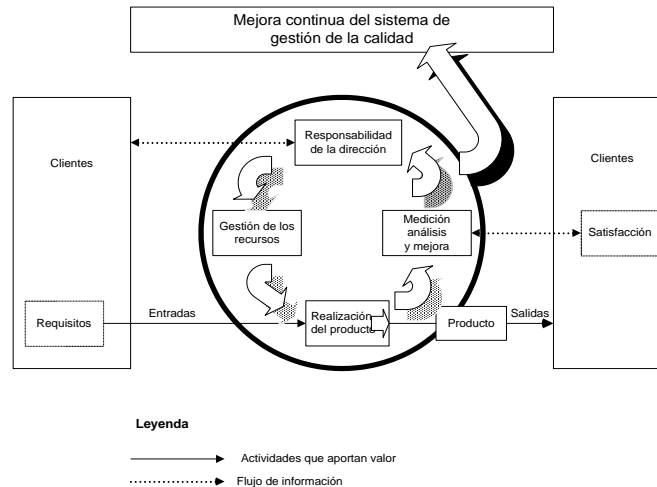 Mejora continua del sistema de
gestión de la calidad
Clientes
Responsabilidad
de la dirección
Clientes
Gestión de los
recursos
Medición
análisis
y mejora
Satisfacción
Requisitos
Entradas
Realización
del producto
Producto
Salidas
Leyenda
Actividades que aportan valor
Flujo de información